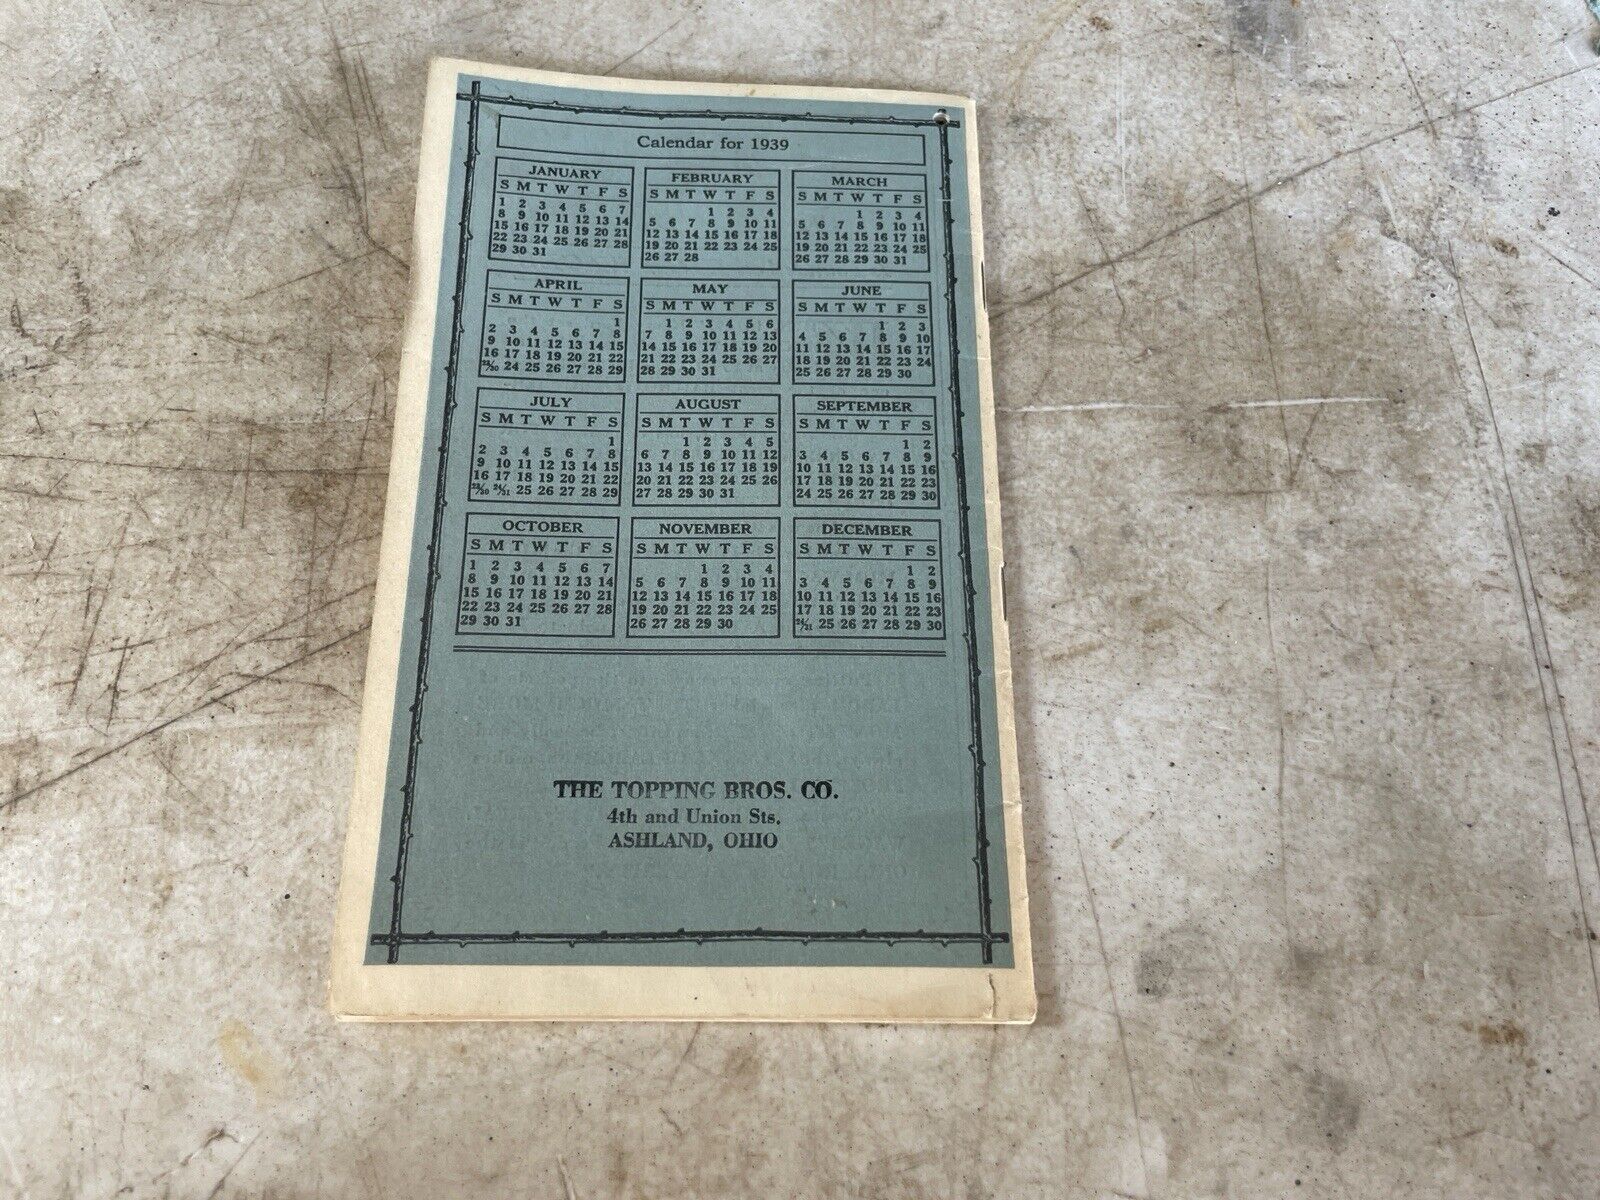 Calendar for 1939
JANUARY FEBRUARY MARCH
S M T W T F S S M T W T F S S M T W T F S
1 2 3 4 5 6 7 1 2 3 4 1 2 3 4
8 9 10 11 12 13 14 5 6 7 8 9 10 11 5 6 7 8 9 10 11
15 16 17 18 19 20 21 12 13 14 15 16 17 18 12 13 14 15 16 17 18
22 23 24 25 26 27 28 19 20 21 22 23 24 25 19 20 21 22 23 24 25
29 30 31 26 27 28 26 27 28 29 30 31
APRIL MAY JUNE
S M T W T F S S M T W T F S S M T W T F S
1 1 2 3 4 5 6 1 2 3
2 3 4 5 6 7 8 7 8 9 10 11 12 13 4 5 6 7 8 9 10
9 10 11 12 13 14 15 14 15 16 17 18 19 20 11 12 13 14 15 16 17
16 17 18 19 20 21 22 21 22 23 24 25 26 27 18 19 20 21 22 23 24
23/30 24 25 26 27 28 29 28 29 30 31 25 26 27 28 29 30
JULY AUGUST SEPTEMBER
S M T W T F S S M T W T F S S M T W T F S
1 1 2 3 4 5 1 2
2 3 4 5 6 7 8 6 7 8 9 10 11 12 3 4 5 6 7 8 9
9 10 11 12 13 14 15 13 14 15 16 17 18 19 10 11 12 13 14 15 16
16 17 18 19 20 21 22 20 21 22 23 24 25 26 17 18 19 20 21 22 23
23/30 24/31 25 26 27 28 29 27 28 29 30 31 24 25 26 27 28 29 30
OCTOBER NOVEMBER DECEMBER
S M T W T F S S M T W T F S S M T W T F S
1 2 3 4 5 6 7 1 2 3 4 1 2
8 9 10 11 12 13 14 5 6 7 8 9 10 11 3 4 5 6 7 8 9
15 16 17 18 19 20 21 12 13 14 15 16 17 18 10 11 12 13 14 15 16
22 23 24 25 26 27 28 19 20 21 22 23 24 25 17 18 19 20 21 22 23
29 30 31 26 27 28 29 30 24/31 25 26 27 28 29 30
THE TOPPING BROS. CO.
4th and Union Sts.
ASHLAND, OHIO